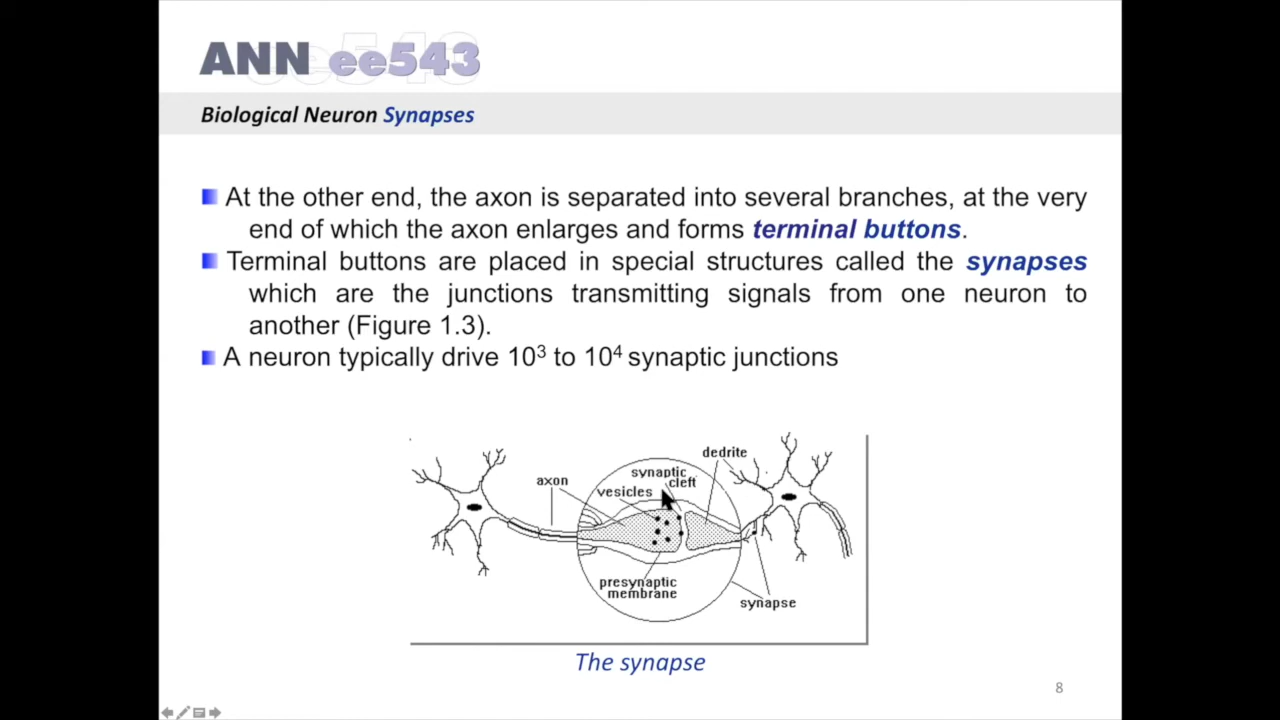 ANN ee543
Biological Neuron Synapses
At the other end, the axon is separated into several branches, at the very
end of which the axon enlarges and forms terminal buttons.
Terminal buttons are placed in special structures called the synapses
which are the junctions transmitting signals from one neuron to
another (Figure 1.3).
A neuron typically drive 10³ to 10⁴ synaptic junctions
dedrite
synaptic
cleft
axon
vesicles
presynaptic
membrane
synapse
The synapse
8